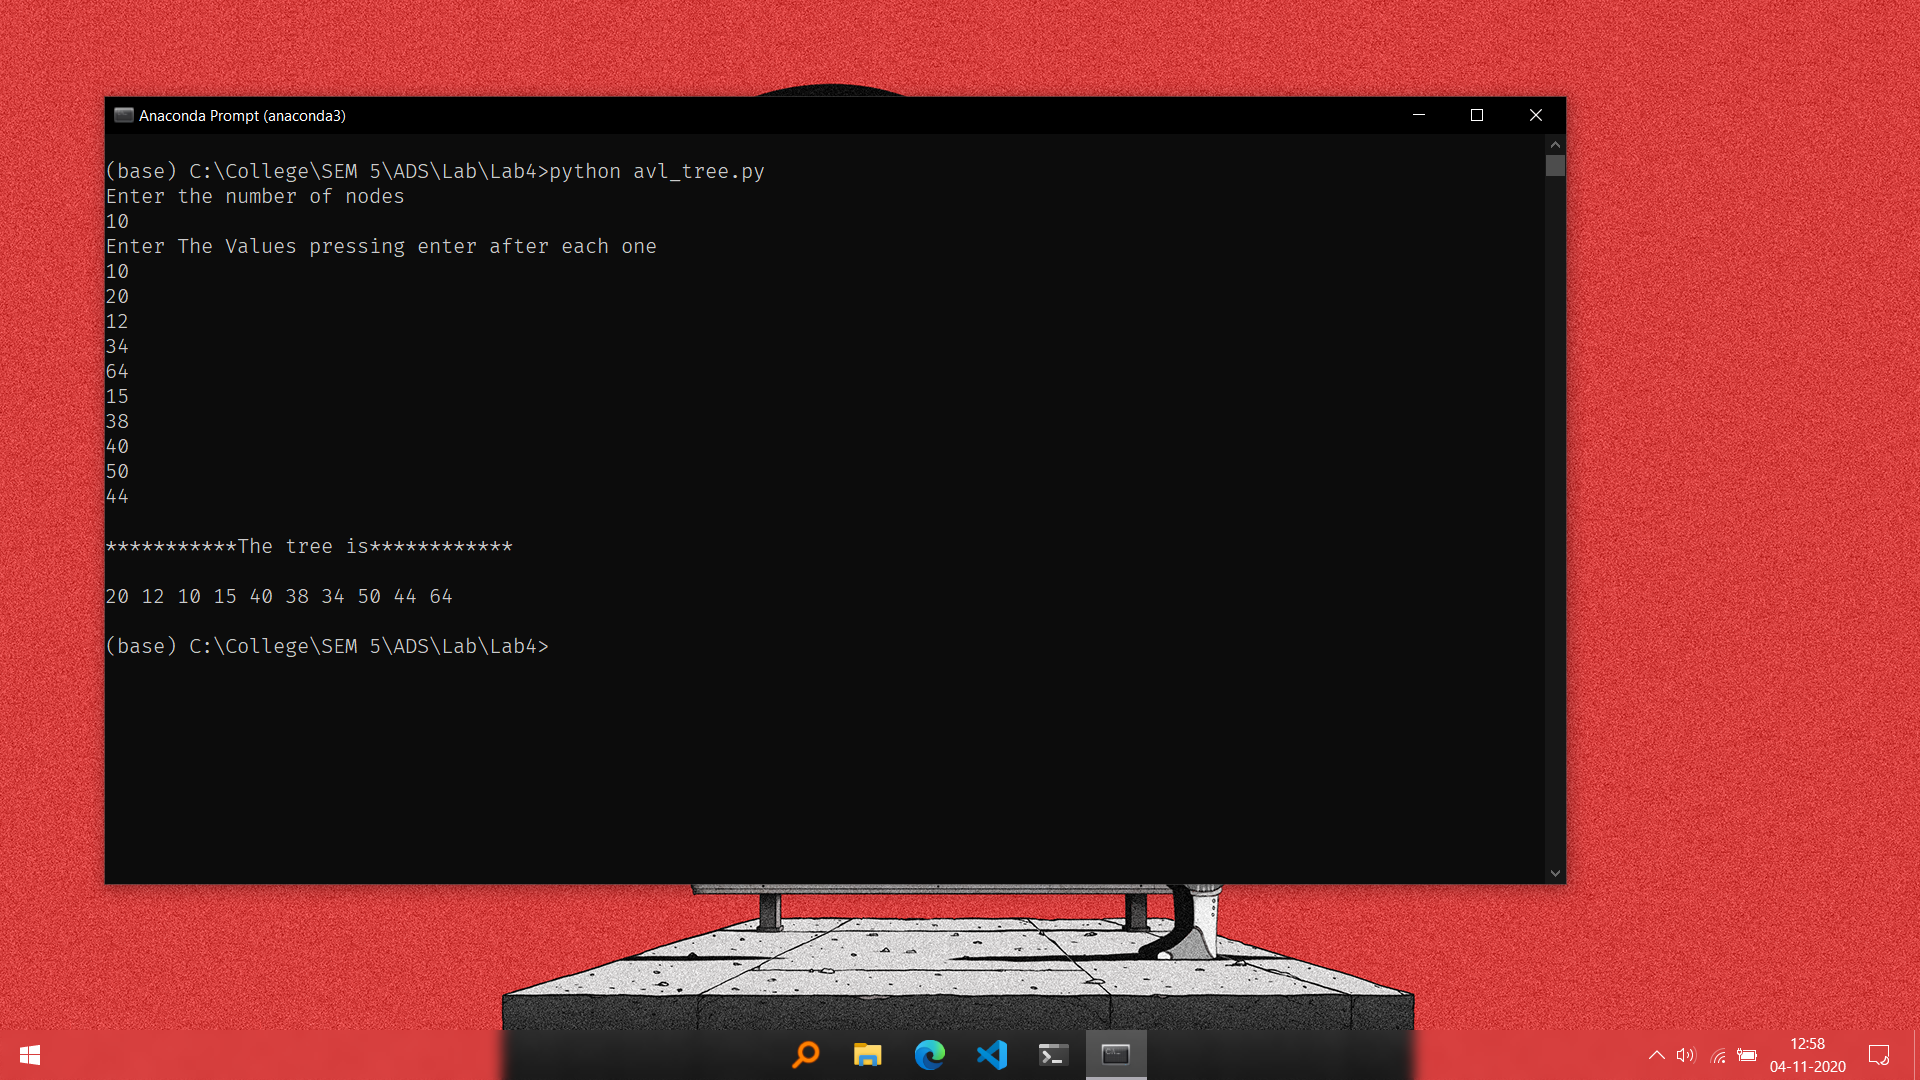 Anaconda Prompt (anaconda3)
(base) C:\College\SEM 5\ADS\Lab\Lab4>python avl_tree.py
Enter the number of nodes
10
Enter The Values pressing enter after each one
10
20
12
34
64
15
38
40
50
44
***********The tree is************
20 12 10 15 40 38 34 50 44 64
(base) C:\College\SEM 5\ADS\Lab\Lab4>
12:58
04-11-2020